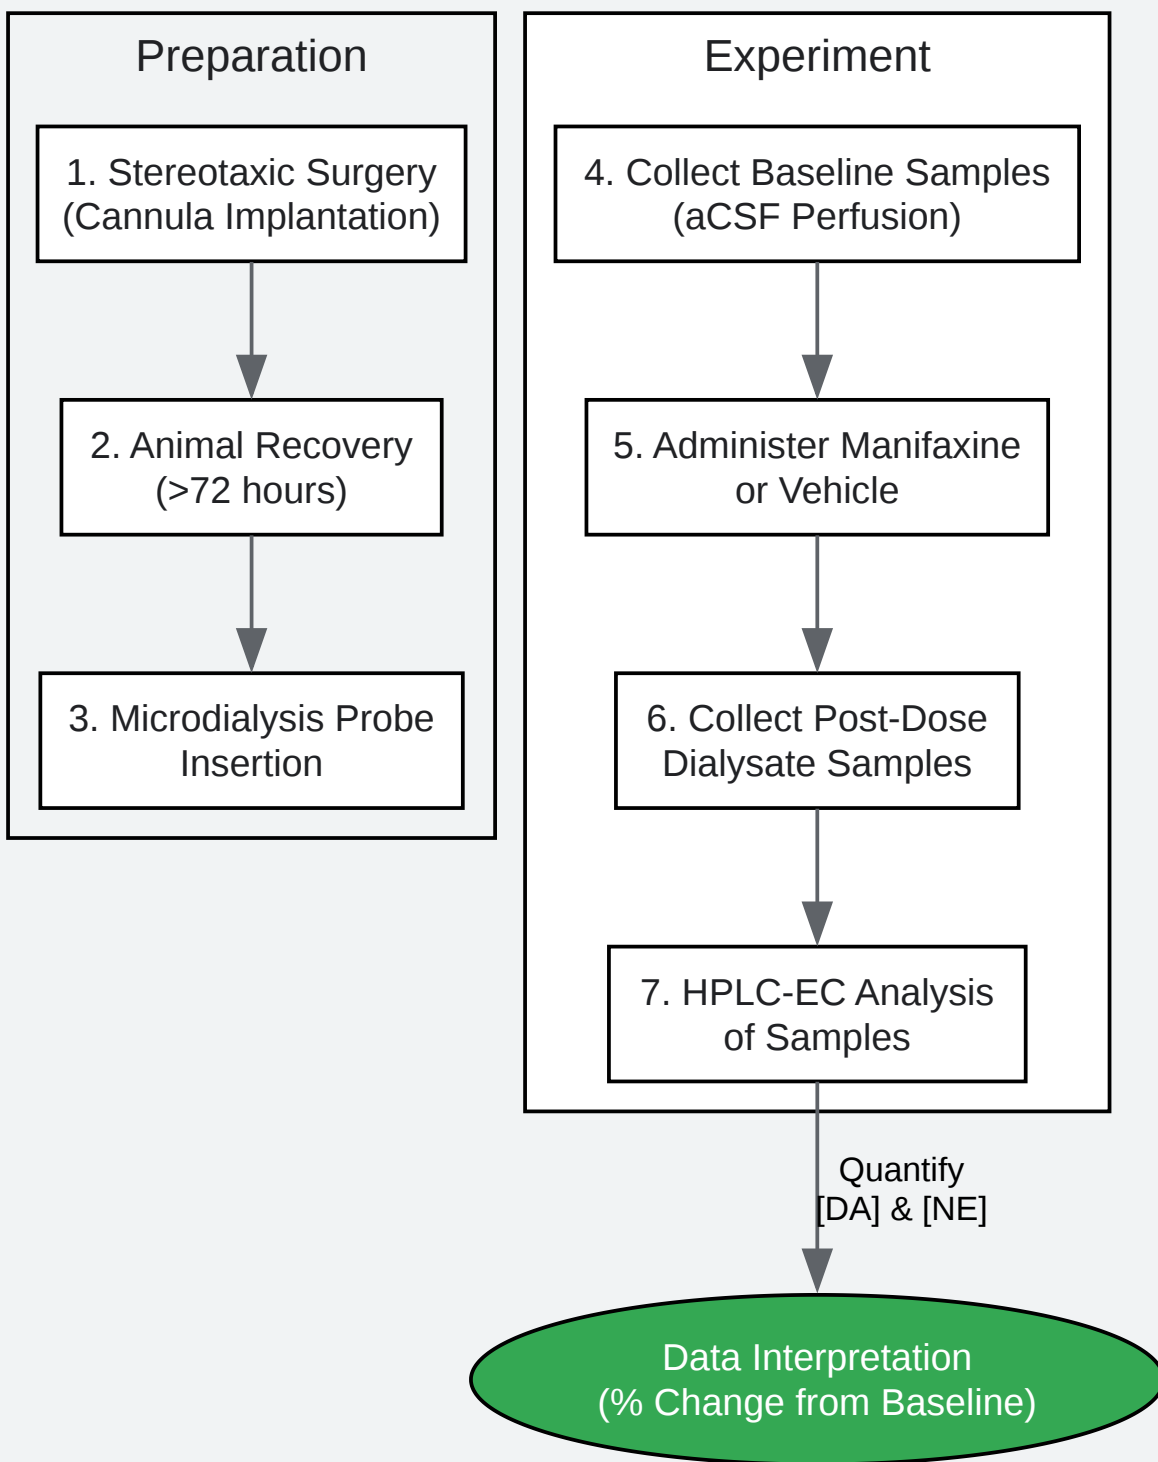 Preparation
1. Stereotaxic Surgery
(Cannula Implantation)
2. Animal Recovery
(>72 hours)
3. Microdialysis Probe
Insertion
Experiment
4. Collect Baseline Samples
(aCSF Perfusion)
5. Administer Manifaxine
or Vehicle
6. Collect Post-Dose
Dialysate Samples
7. HPLC-EC Analysis
of Samples
Quantify
[DA] & [NE]
Data Interpretation
(% Change from Baseline)